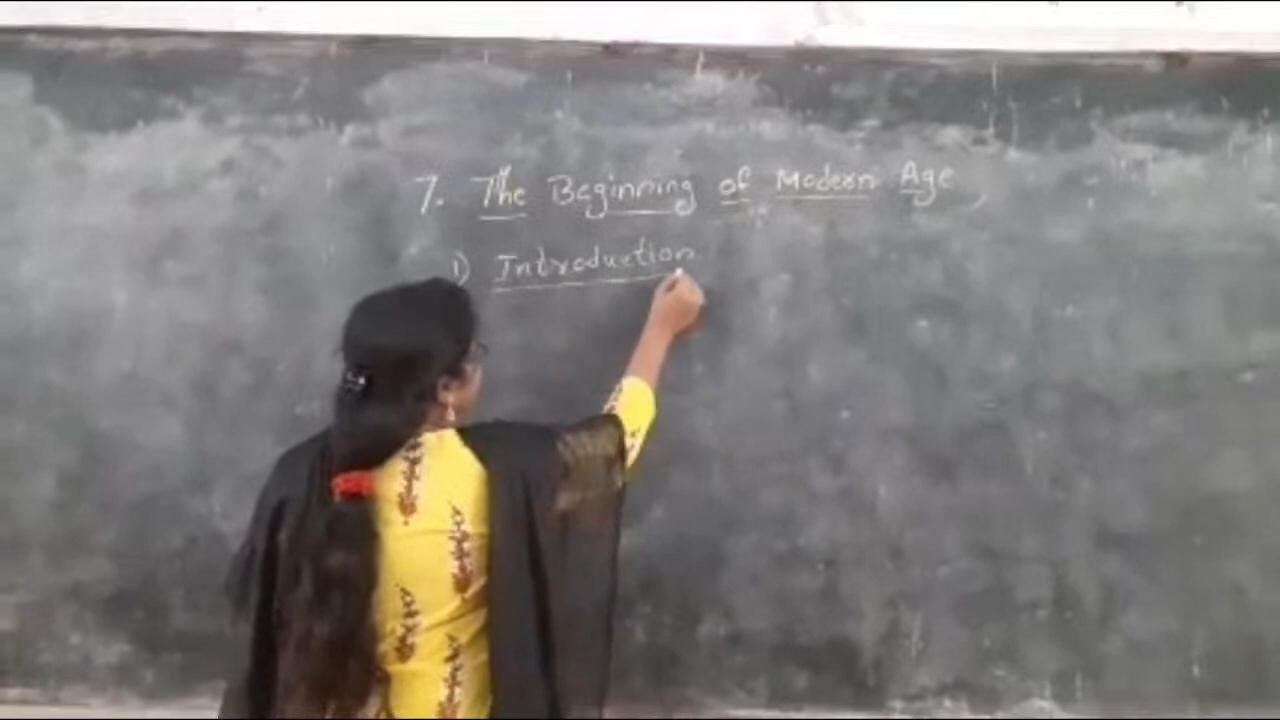 7. The Beginning of Modern Age,
1) Introduction